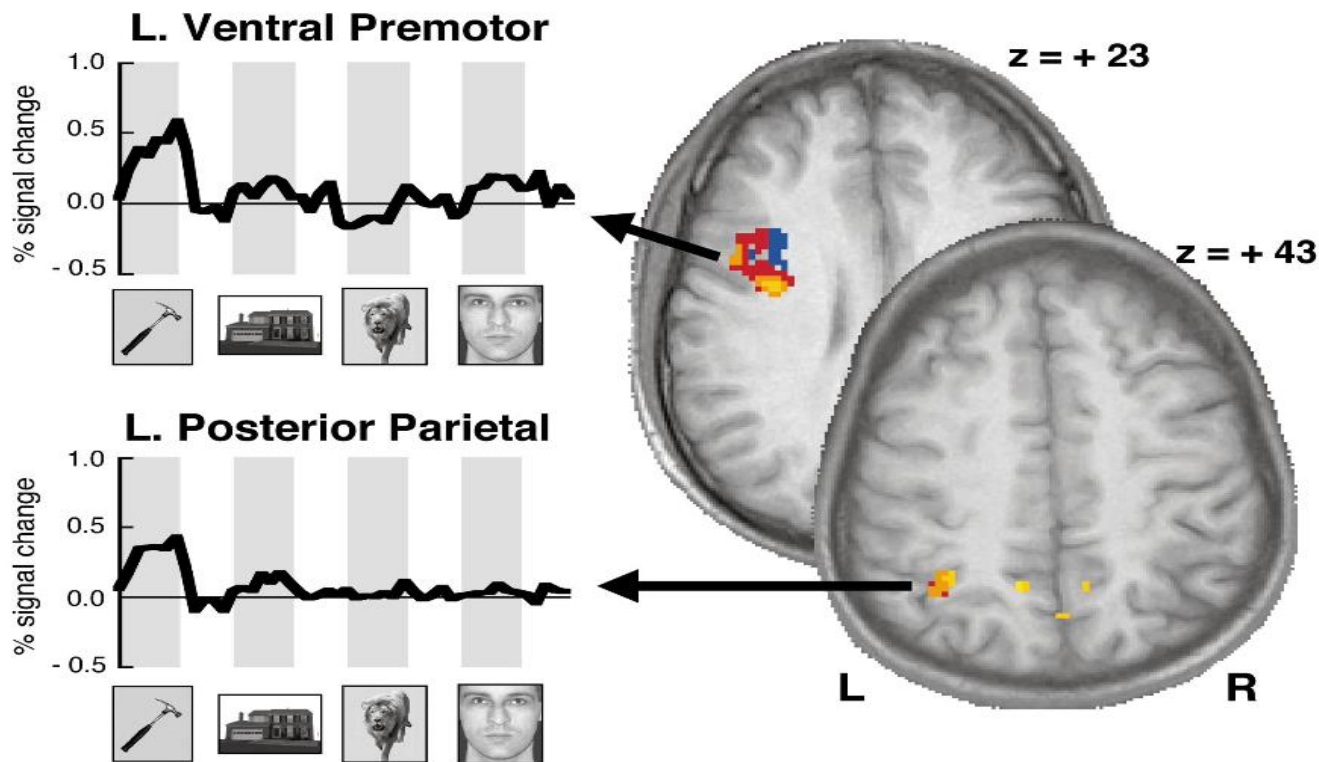 L. Ventral Premotor
% signal change
1.0
0.5
0.0
- 0.5
z = + 23
z = + 43
L. Posterior Parietal
% signal change
1.0
0.5
0.0
- 0.5
L
R